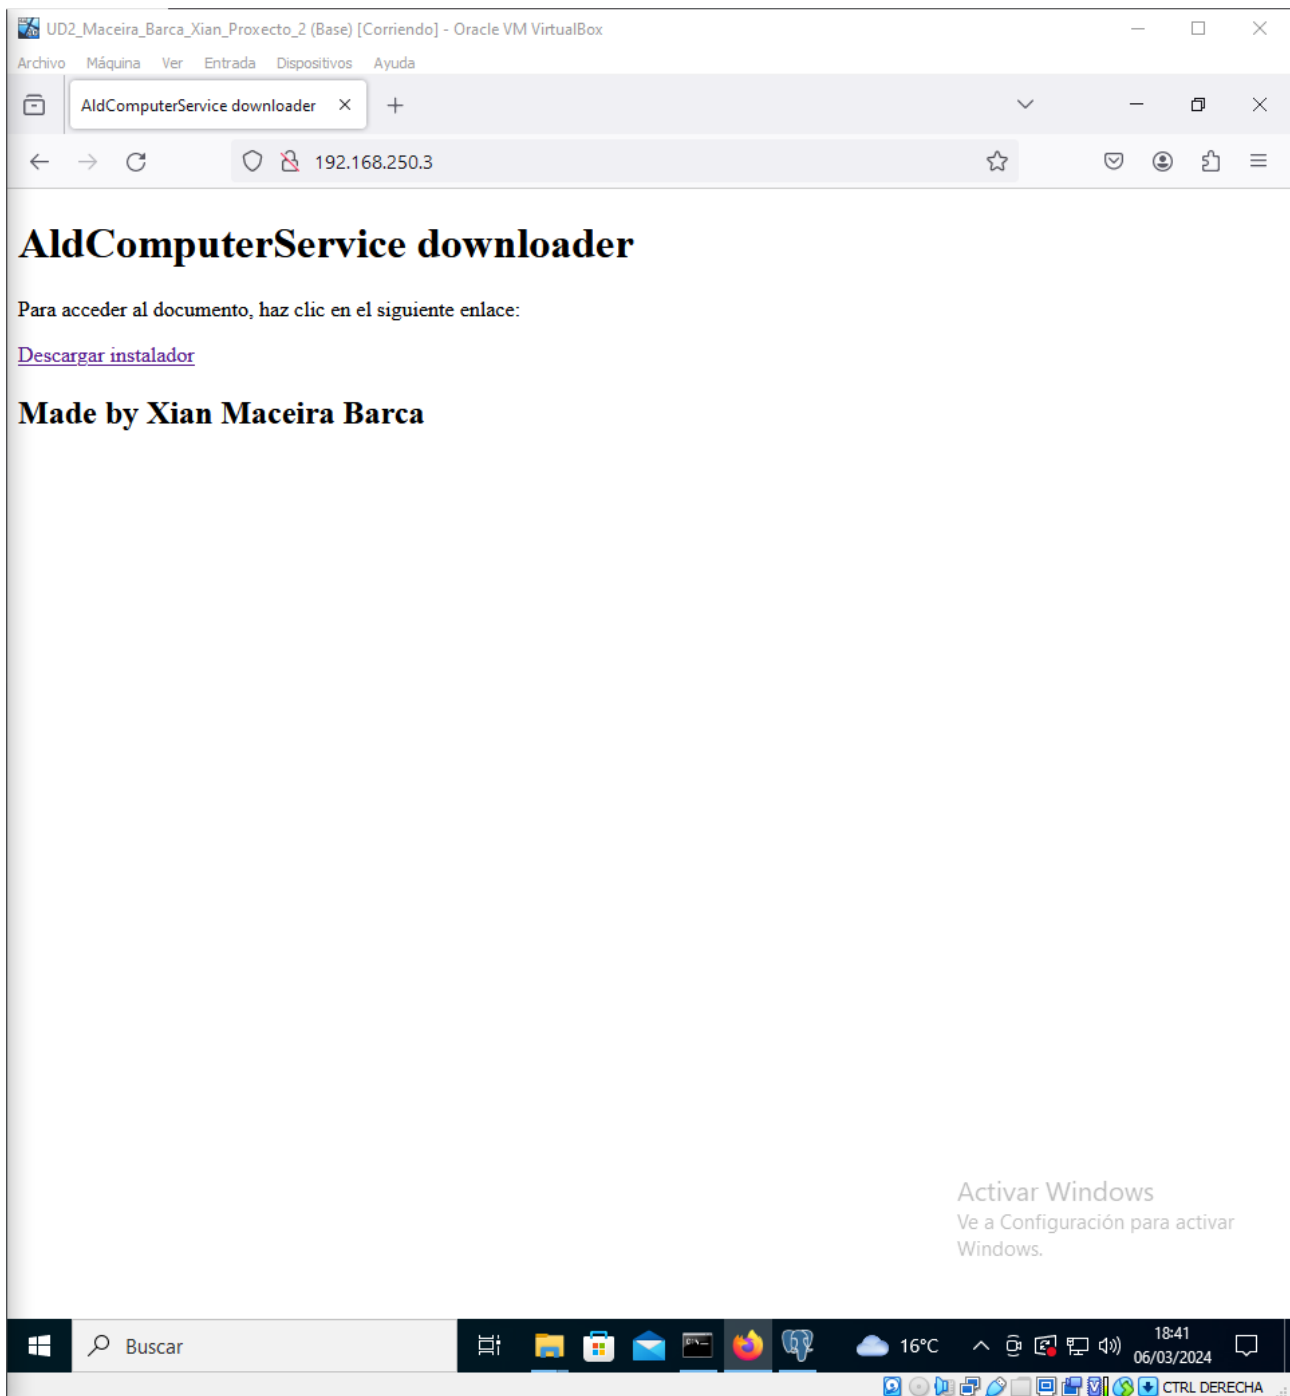 UD2_Maceira_Barca_Xian_Proxecto_2 (Base) [Corriendo] - Oracle VM VirtualBox
Archivo Máquina Ver Entrada Dispositivos Ayuda
AldComputerService downloader
192.168.250.3
AldComputerService downloader
Para acceder al documento, haz clic en el siguiente enlace:
Descargar instalador
Made by Xian Maceira Barca
Activar Windows
Ve a Configuración para activar
Windows.
Buscar
16°C
18:41
06/03/2024
CTRL DERECHA